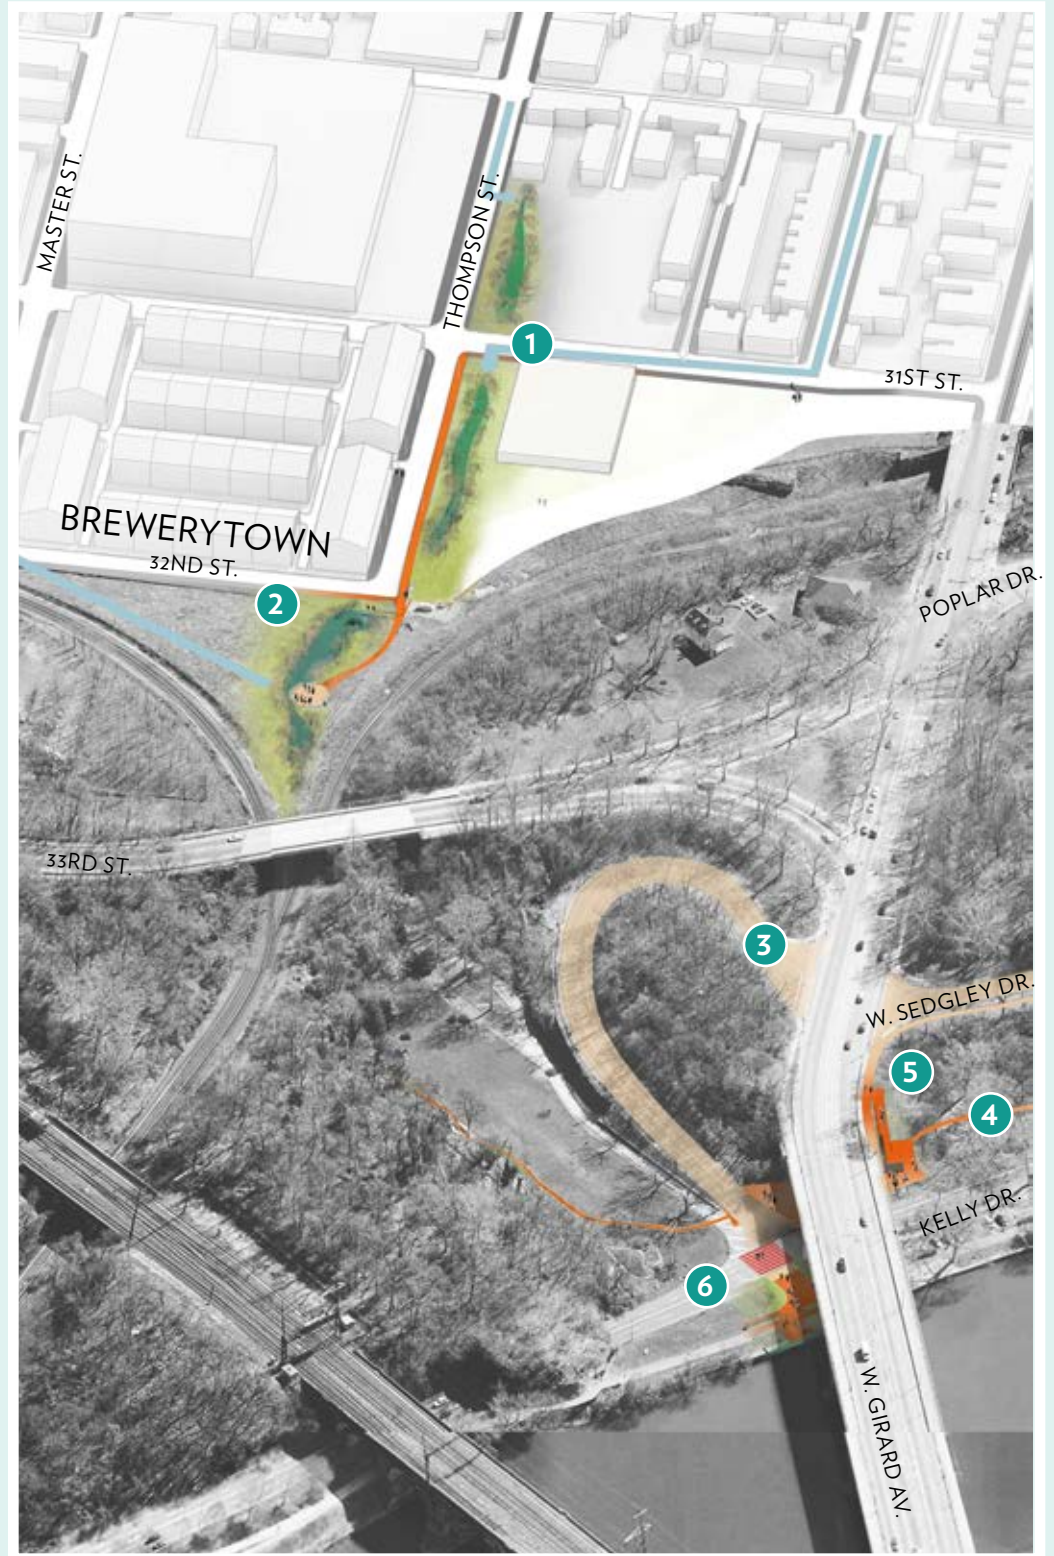 MASTER ST.
THOMPSON ST.
1
31ST ST.
BREWERYTOWN
32ND ST.
2
POPLAR DR.
33RD ST.
3
W. SEDGLEY DR.
5
4
KELLY DR.
6
W. GIRARD AV.